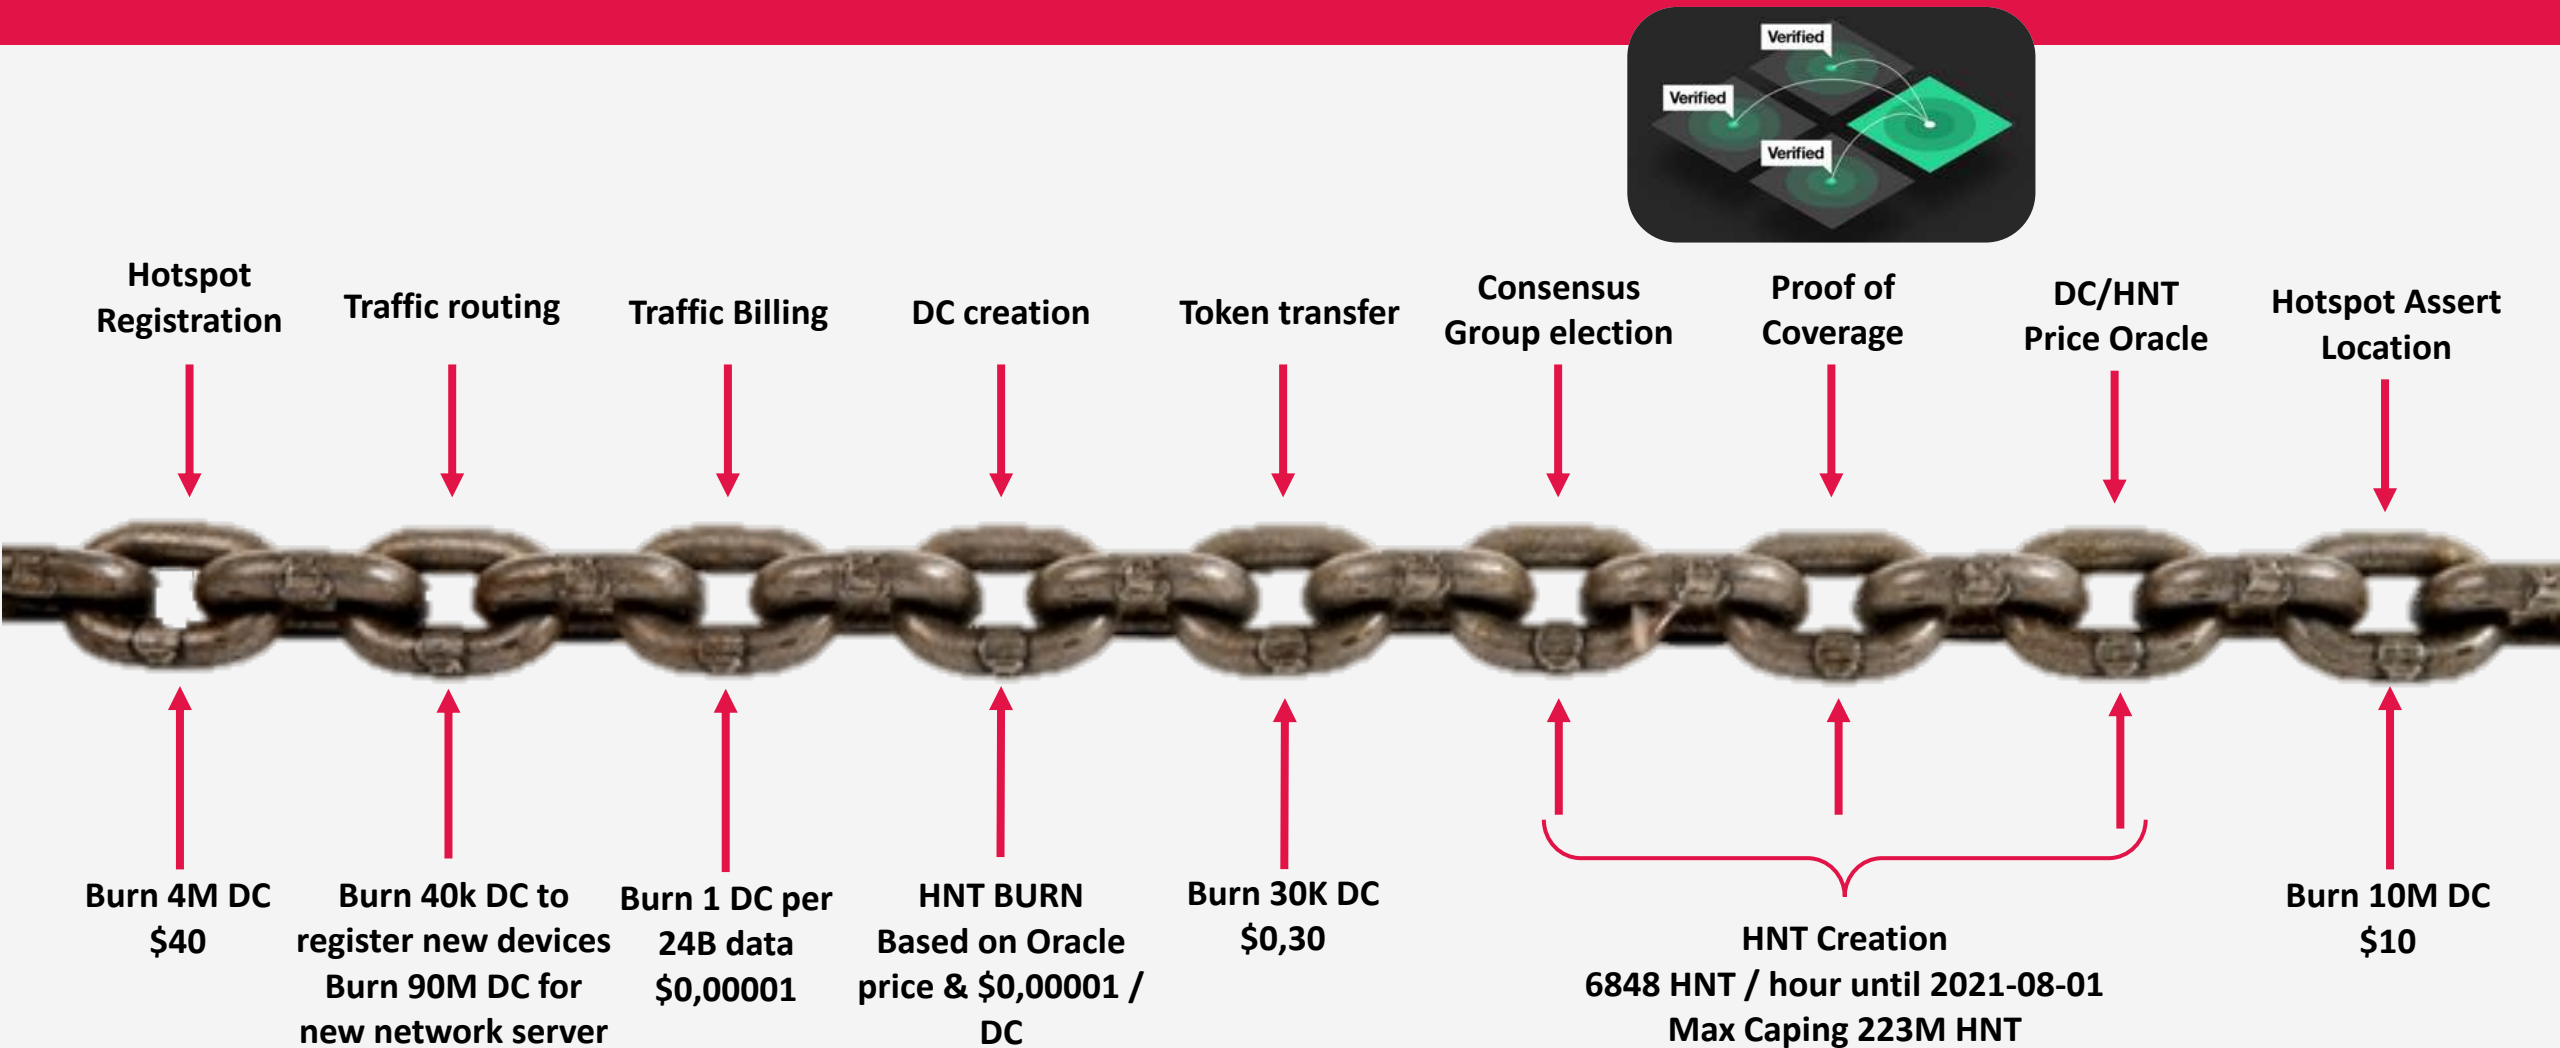 Verified
Verified
Verified
Hotspot
Registration
Traffic routing
Traffic Billing
DC creation
Token transfer
Consensus
Group election
Proof of
Coverage
DC/HNT
Price Oracle
Hotspot Assert
Location
Burn 4M DC
$40
Burn 40k DC to
register new devices
Burn 90M DC for
new network server
Burn 1 DC per
24B data
$0,00001
HNT BURN
Based on Oracle
price & $0,00001 /
DC
Burn 30K DC
$0,30
HNT Creation
6848 HNT / hour until 2021-08-01
Max Caping 223M HNT
Burn 10M DC
$10